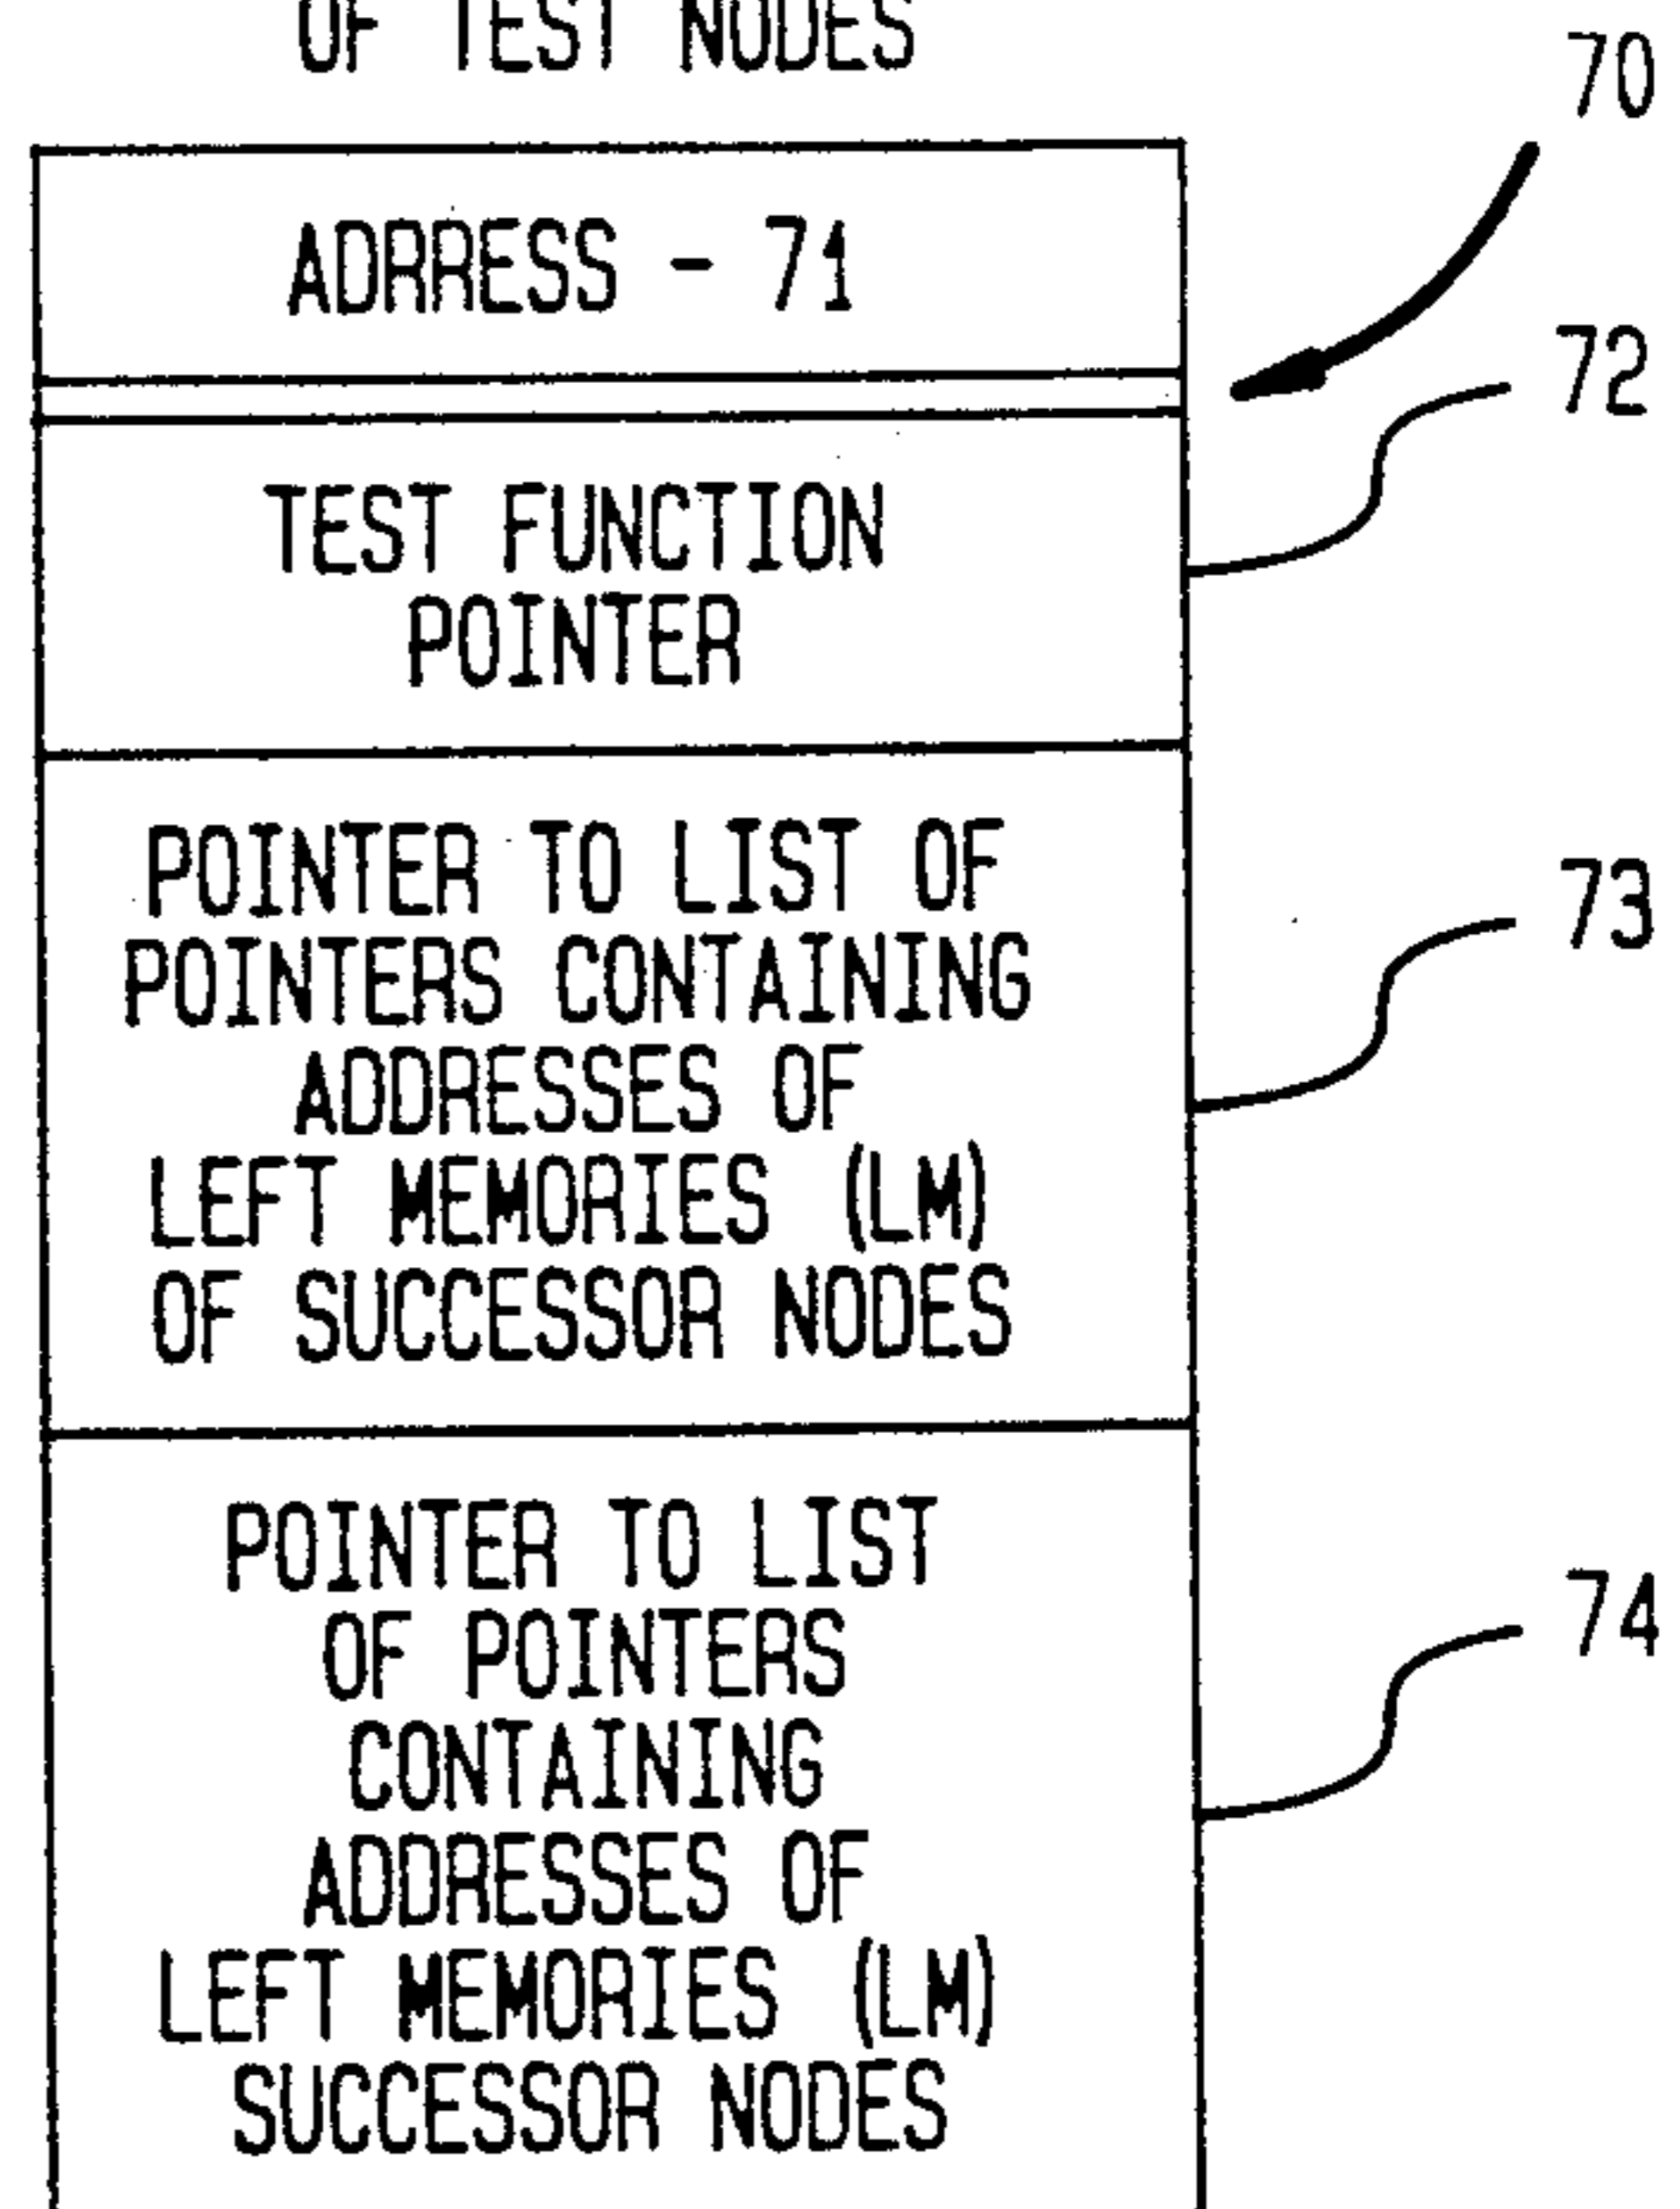 OF TEST NODES
70
ADRRESS - 71
72
TEST FUNCTION
POINTER
POINTER TO LIST OF
POINTERS CONTAINING
ADDRESSES OF
LEFT MEMORIES (LM)
OF SUCCESSOR NODES
73
POINTER TO LIST
OF POINTERS
CONTAINING
ADDRESSES OF
LEFT MEMORIES (LM)
SUCCESSOR NODES
74